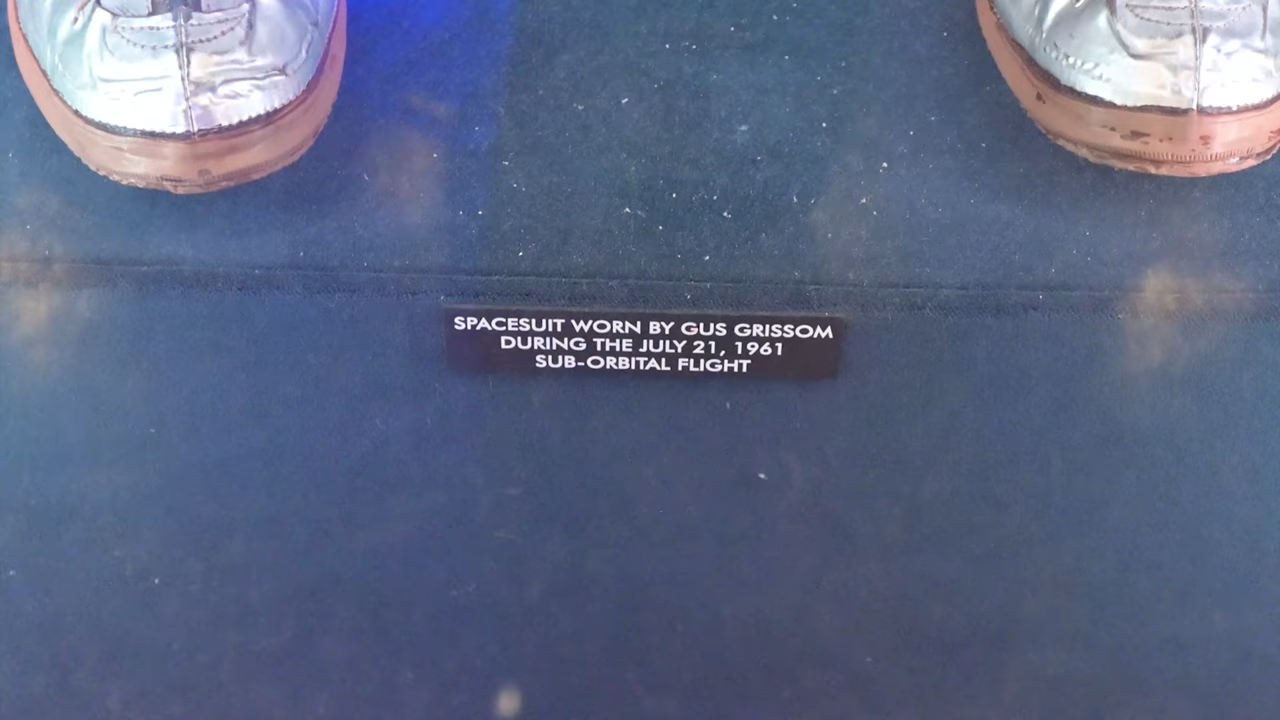 SPACESUIT WORN BY GUS GRISSOM
DURING THE JULY 21, 1961
SUB-ORBITAL FLIGHT